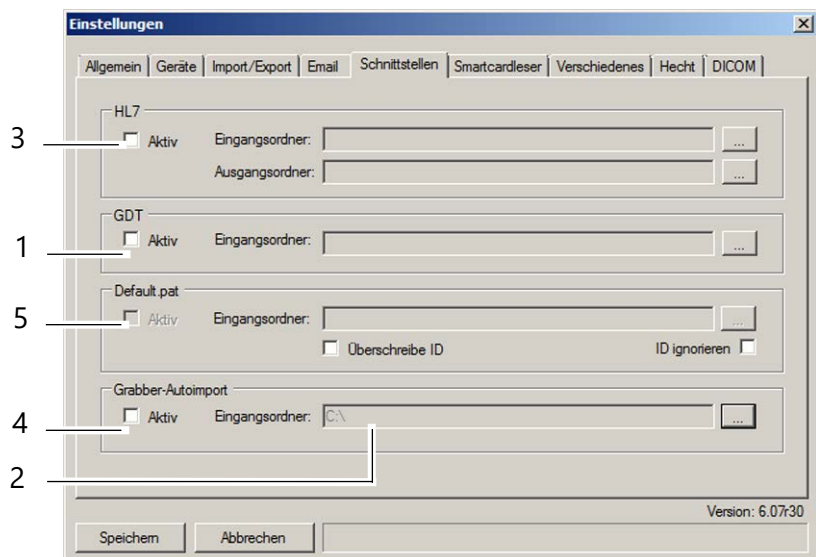 Einstellungen
Allgemein Geräte Import/Export Email Schnittstellen Smartcardleser Verschiedenes Hecht DICOM
HL7
3 Aktiv Eingangsordner: ...
Ausgangsordner: ...
GDT
1 Aktiv Eingangsordner: ...
Default.pat
5 Aktiv Eingangsordner: ...
Überschreibe ID ID ignorieren
Grabber-Autoimport
4 Aktiv Eingangsordner: C:\ ...
2
Version: 6.07r30
Speichern Abbrechen